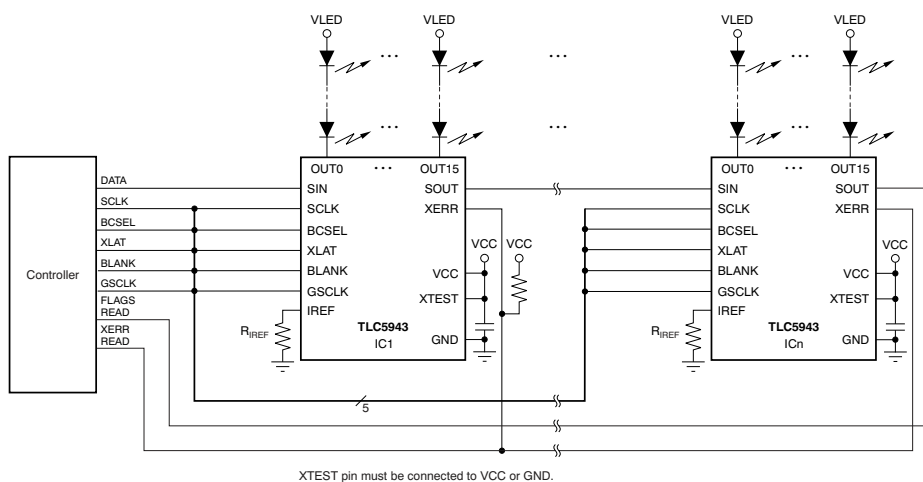 VLED VLED VLED VLED
... ... ...
... ... ...
OUT0 ... OUT15 OUT0 ... OUT15
DATA SIN SOUT SIN SOUT
SCLK SCLK XERR SCLK XERR
BCSEL BCSEL VCC VCC BCSEL VCC
XLAT XLAT XLAT
Controller BLANK BLANK VCC BLANK VCC
GSCLK GSCLK XTEST GSCLK XTEST
FLAGS
READ IREF IREF
XERR
READ RIREF TLC5943 GND RIREF TLC5943 GND
IC1 ICn
5
XTEST pin must be connected to VCC or GND.